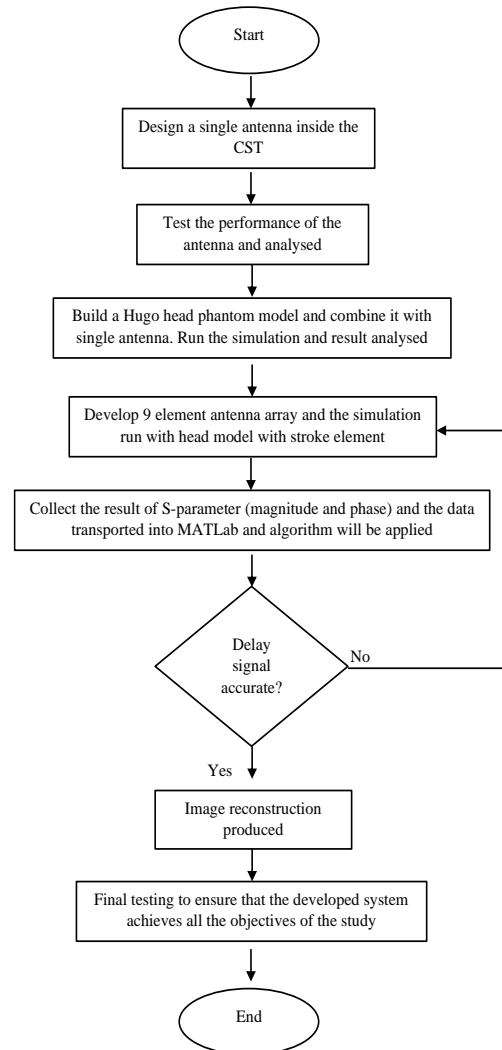 Start
Design a single antenna inside the
CST
Test the performance of the
antenna and analysed
Build a Hugo head phantom model and combine it with
single antenna. Run the simulation and result analysed
Develop 9 element antenna array and the simulation
run with head model with stroke element
Collect the result of S-parameter (magnitude and phase) and the data
transported into MATLab and algorithm will be applied
Delay
signal
accurate?
No
Yes
Image reconstruction
produced
Final testing to ensure that the developed system
achieves all the objectives of the study
End